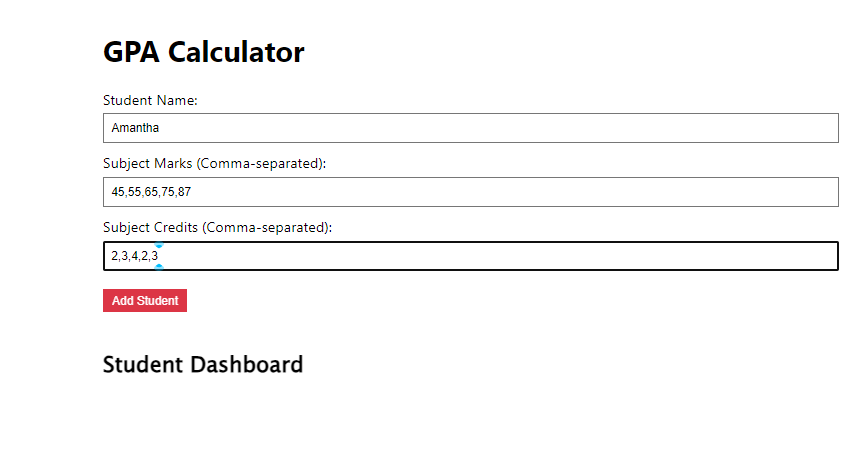 GPA Calculator
Student Name:
Amantha
Subject Marks (Comma-separated):
45,55,65,75,87
Subject Credits (Comma-separated):
2,3,4,2,3
Add Student
Student Dashboard